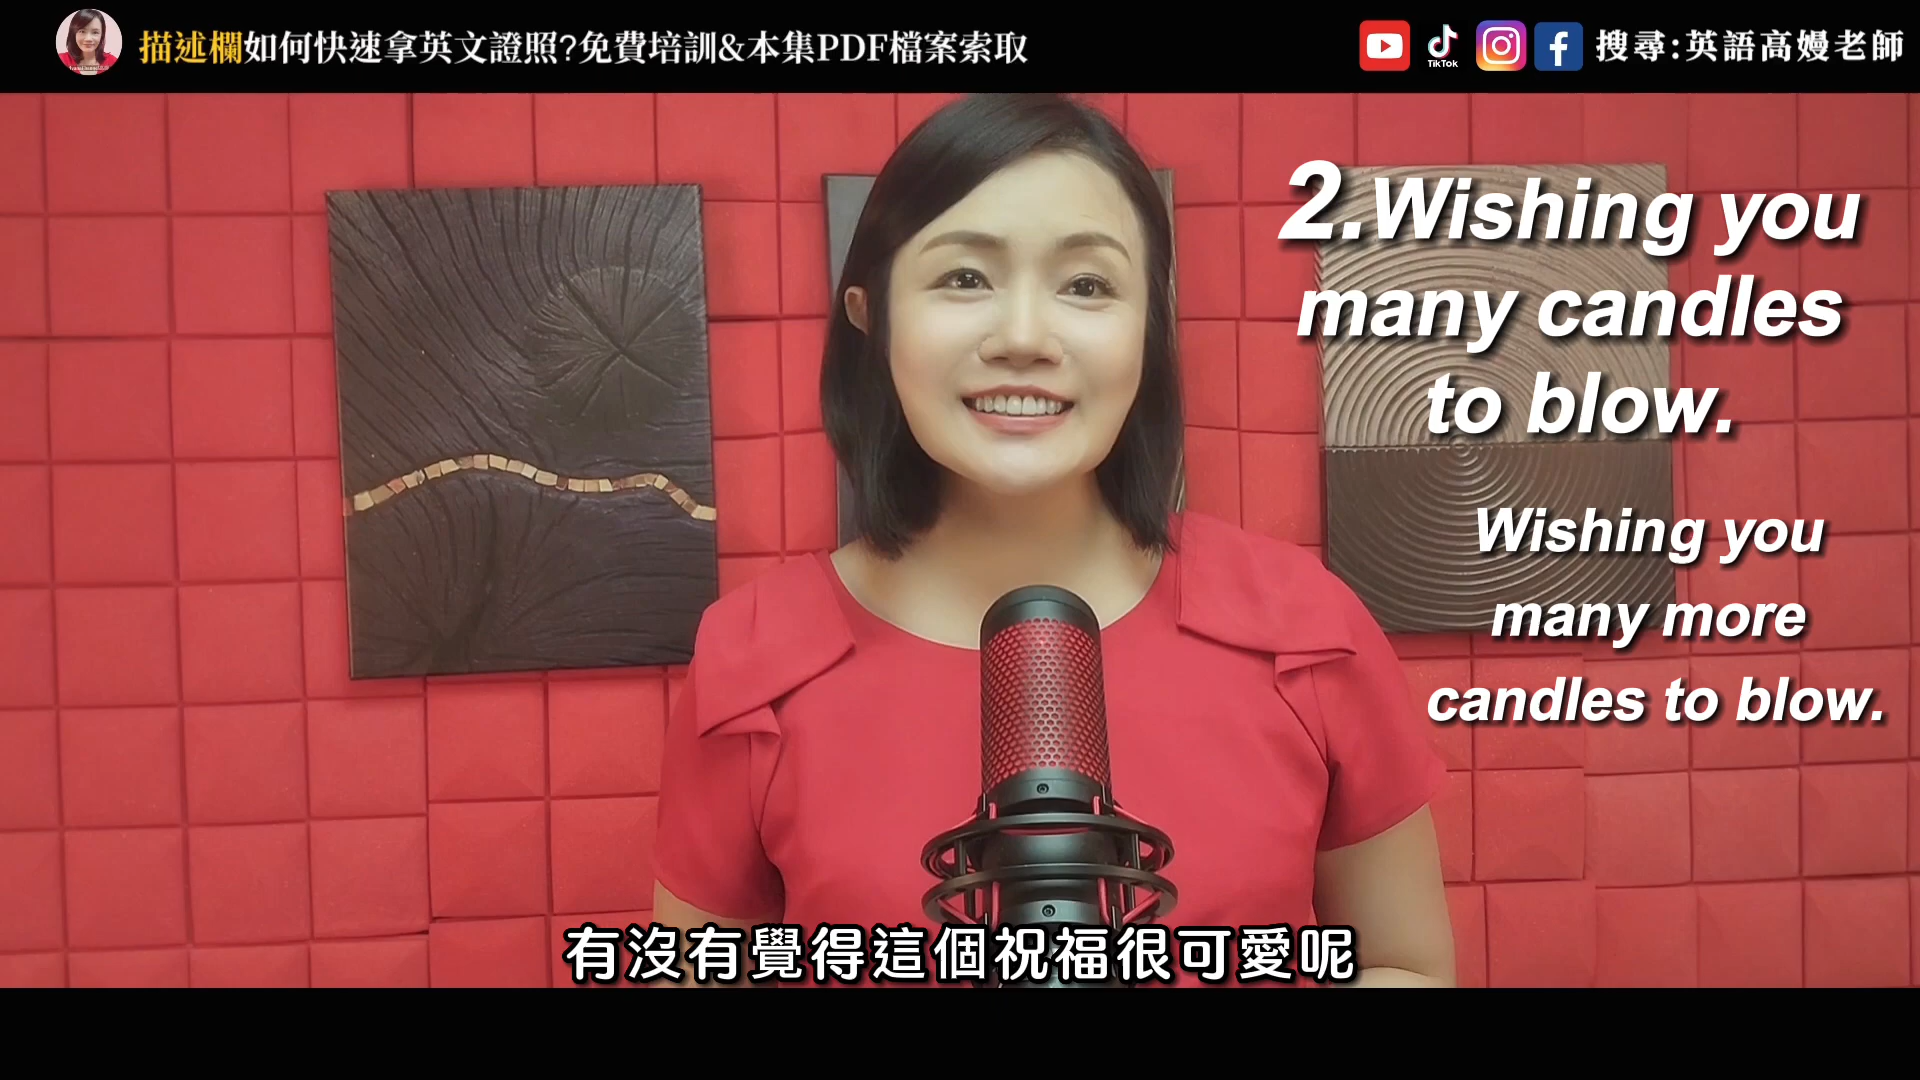 描述欄如何快速拿英文證照?免費培訓&本集PDF檔案索取
TikTok
搜尋:英語高嫚老師
2.Wishing you
many candles
to blow.
Wishing you
many more
candles to blow.
有沒有覺得這個祝福很可愛呢